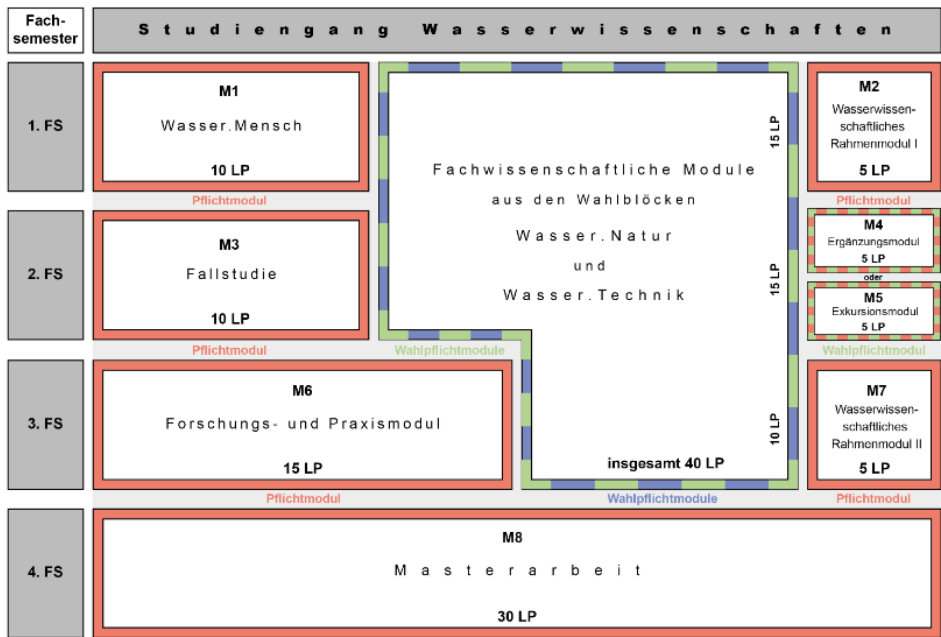 Fach-
semester
Studiengang Wasserwissenschaften
1. FS
M1
Wasser.Mensch
10 LP
Pflichtmodul
Fachwissenschaftliche Module
aus den Wahlblöcken
Wasser.Natur
und
Wasser.Technik
15 LP
15 LP
10 LP
insgesamt 40 LP
Wahlpflichtmodule
Wahlpflichtmodule
M2
Wasserwissen-
schaftliches
Rahmenmodul I
5 LP
Pflichtmodul
2. FS
M3
Fallstudie
10 LP
Pflichtmodul
M4
Ergänzungsmodul
5 LP
oder
M5
Exkursionsmodul
5 LP
Wahlpflichtmodul
3. FS
M6
Forschungs- und Praxismodul
15 LP
Pflichtmodul
M7
Wasserwissen-
schaftliches
Rahmenmodul II
5 LP
Pflichtmodul
4. FS
M8
Masterarbeit
30 LP